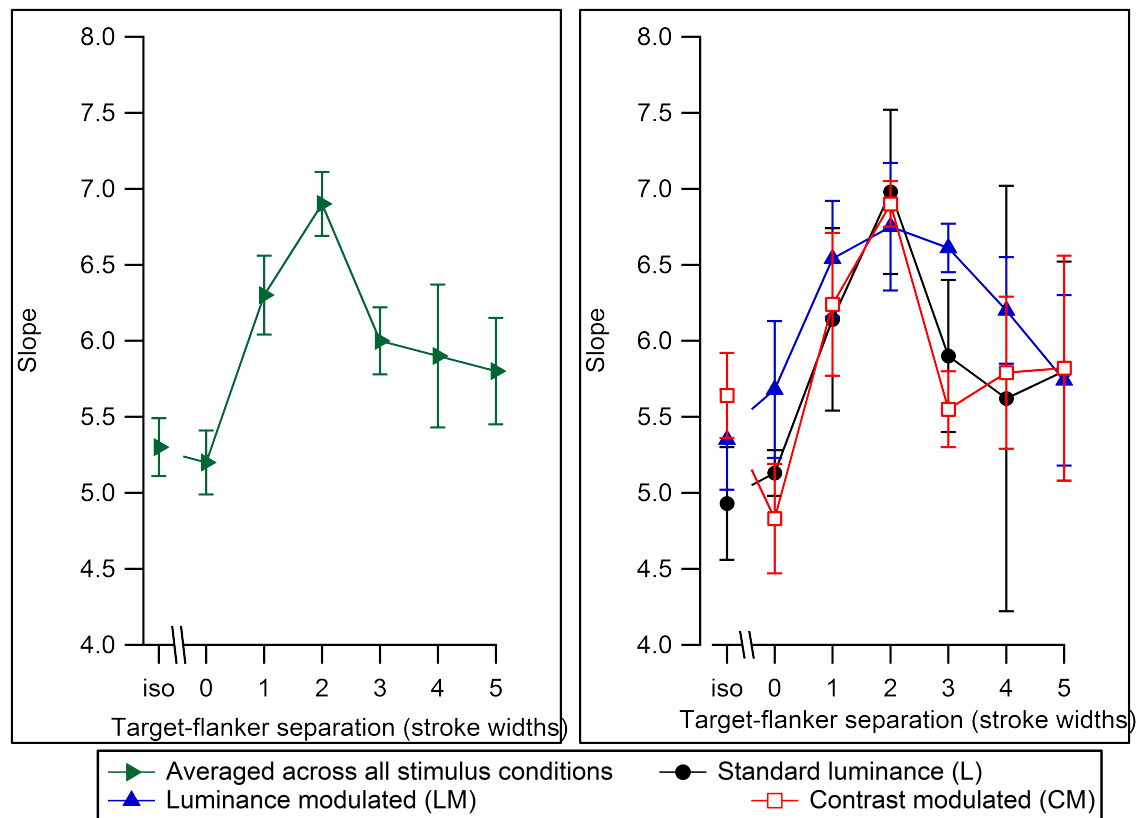 8.0
7.5
7.0
6.5
6.0
5.5
5.0
4.5
4.0
Slope
iso 0 1 2 3 4 5
Target-flanker separation (stroke widths)
8.0
7.5
7.0
6.5
6.0
5.5
5.0
4.5
4.0
Slope
iso 0 1 2 3 4 5
Target-flanker separation (stroke widths)
Averaged across all stimulus conditions
Standard luminance (L)
Luminance modulated (LM)
Contrast modulated (CM)